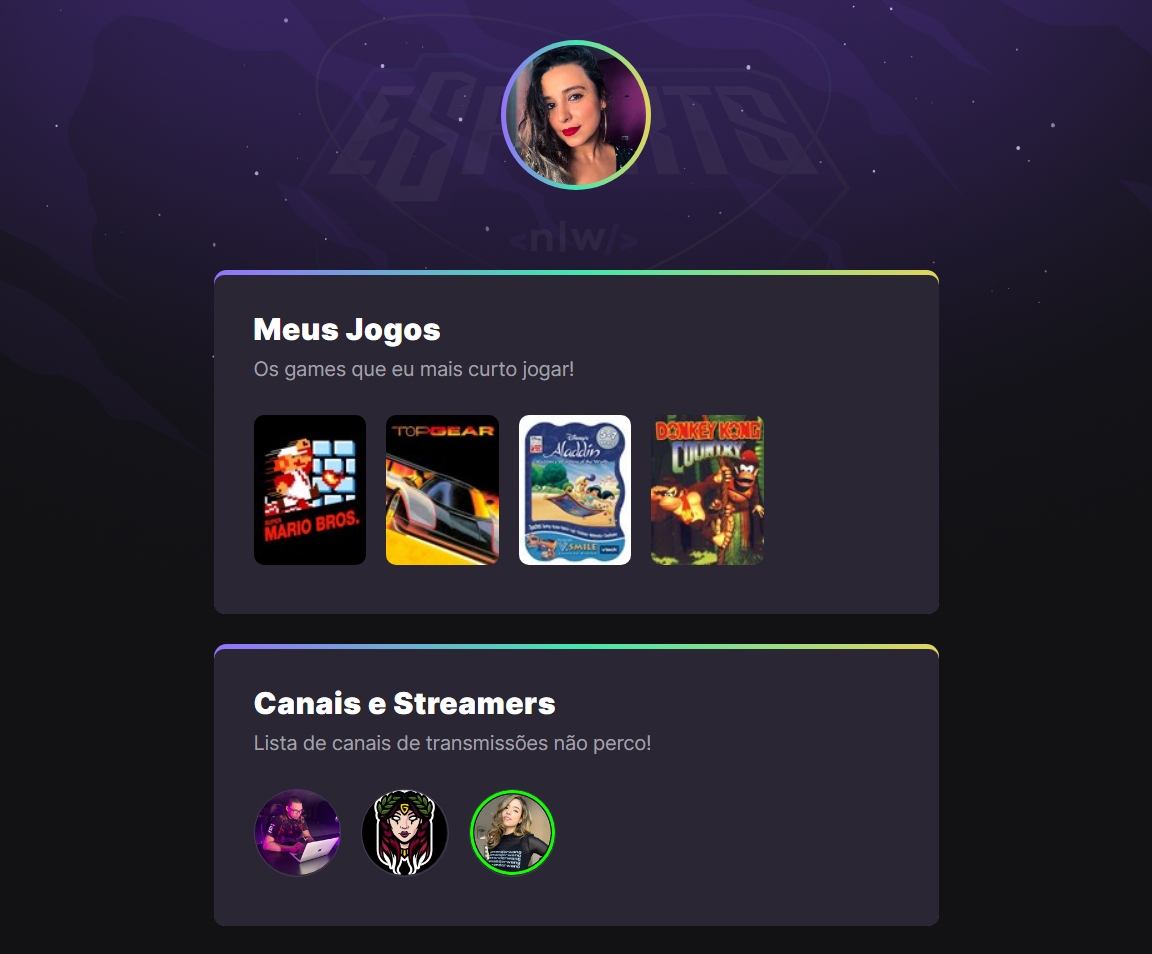 ESPORTS
<nlw/>
Meus Jogos
Os games que eu mais curto jogar!
SUPER
MARIO BROS.
TOP GEAR
Disney's
Aladdin
V.SMILE
DONKEY KONG
COUNTRY
Canais e Streamers
Lista de canais de transmissões não perco!